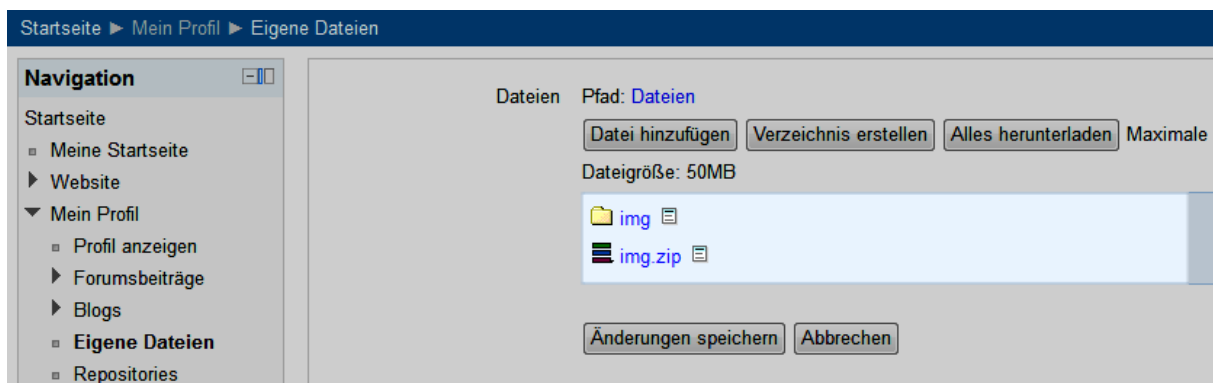 Startseite ► Mein Profil ► Eigene Dateien
Navigation
Startseite
Meine Startseite
Website
Mein Profil
Profil anzeigen
Forumsbeiträge
Blogs
Eigene Dateien
Repositories
Dateien Pfad: Dateien
Datei hinzufügen Verzeichnis erstellen Alles herunterladen Maximale
Dateigröße: 50MB
img
img.zip
Änderungen speichern Abbrechen